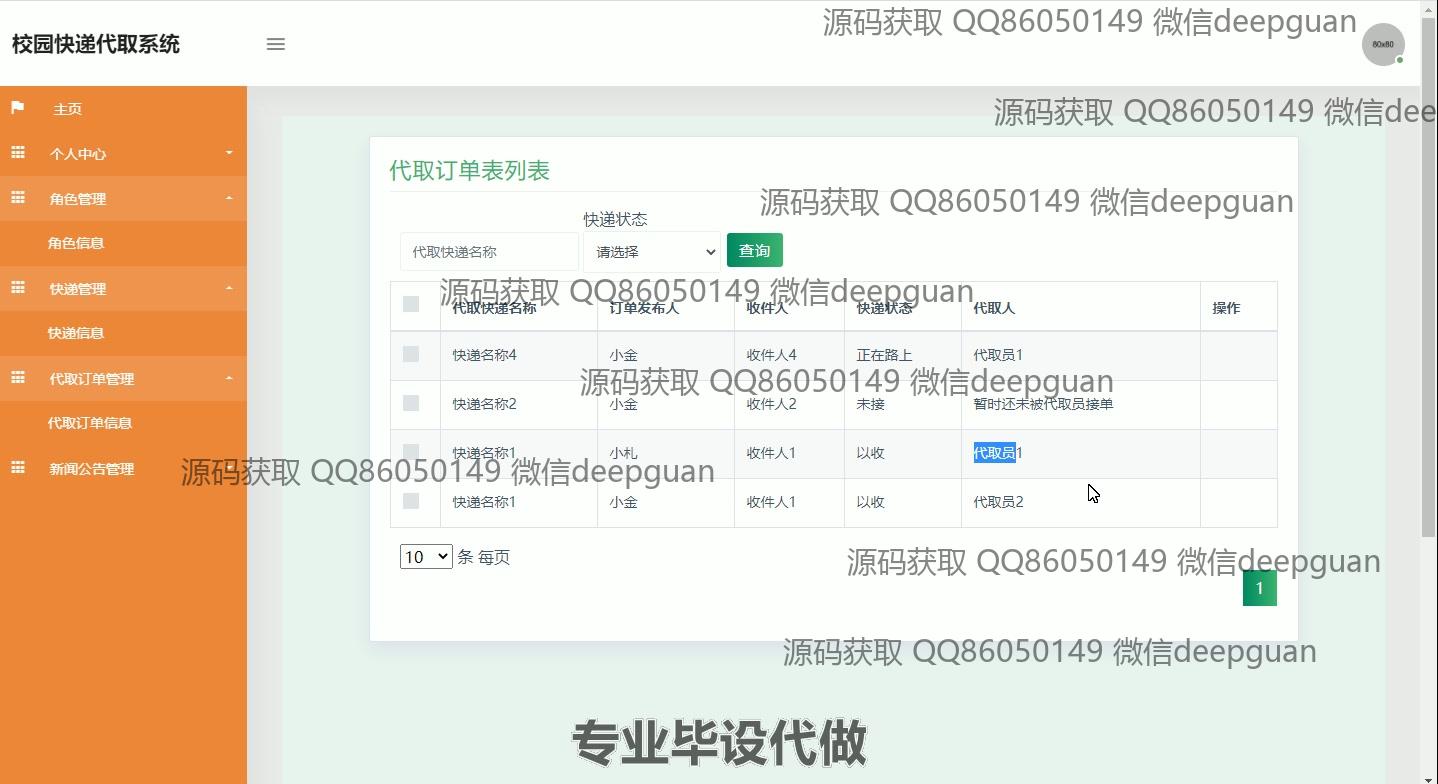 源码获取 QQ86050149 微信deepguan
校园快递代取系统
60x60
源码获取 QQ86050149 微信deepg
主页
个人中心
角色管理
角色信息
快递管理
快递信息
代取订单管理
代取订单信息
新闻公告管理
代取订单表列表
源码获取 QQ86050149 微信deepguan
快递状态
代取快递名称 请选择 查询
源码获取 QQ86050149 微信deepguan
代取快递名称 订单发布人 收件人 快递状态 代取人 操作
快递名称4 小金 收件人4 正在路上 代取员1
源码获取 QQ86050149 微信deepguan
快递名称2 小金 收件人2 未接 暂时还未被代取员接单
快递名称1 小札 收件人1 以收 代取员1
源码获取 QQ86050149 微信deepguan
快递名称1 小金 收件人1 以收 代取员2
10 条 每页
源码获取 QQ86050149 微信deepguan
1
源码获取 QQ86050149 微信deepguan
专业毕设代做